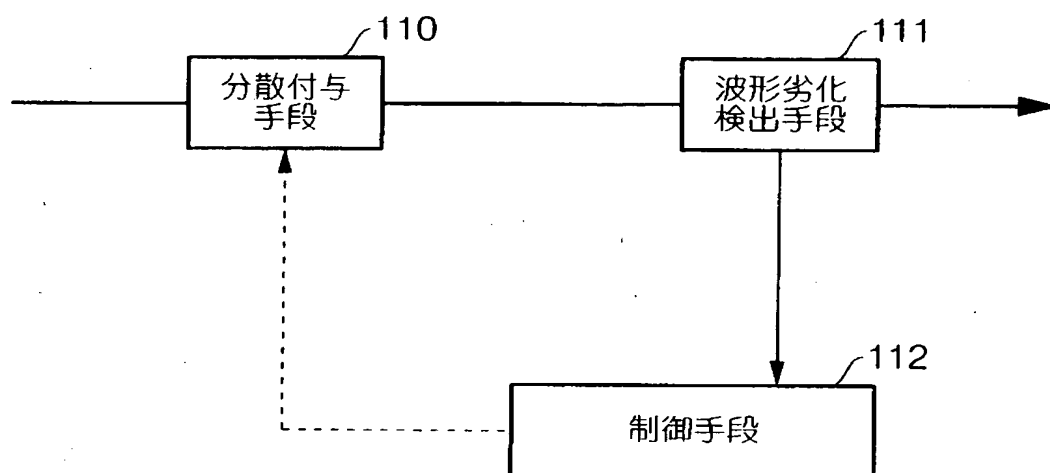 110
分散付与
手段
111
波形劣化
検出手段
112
制御手段